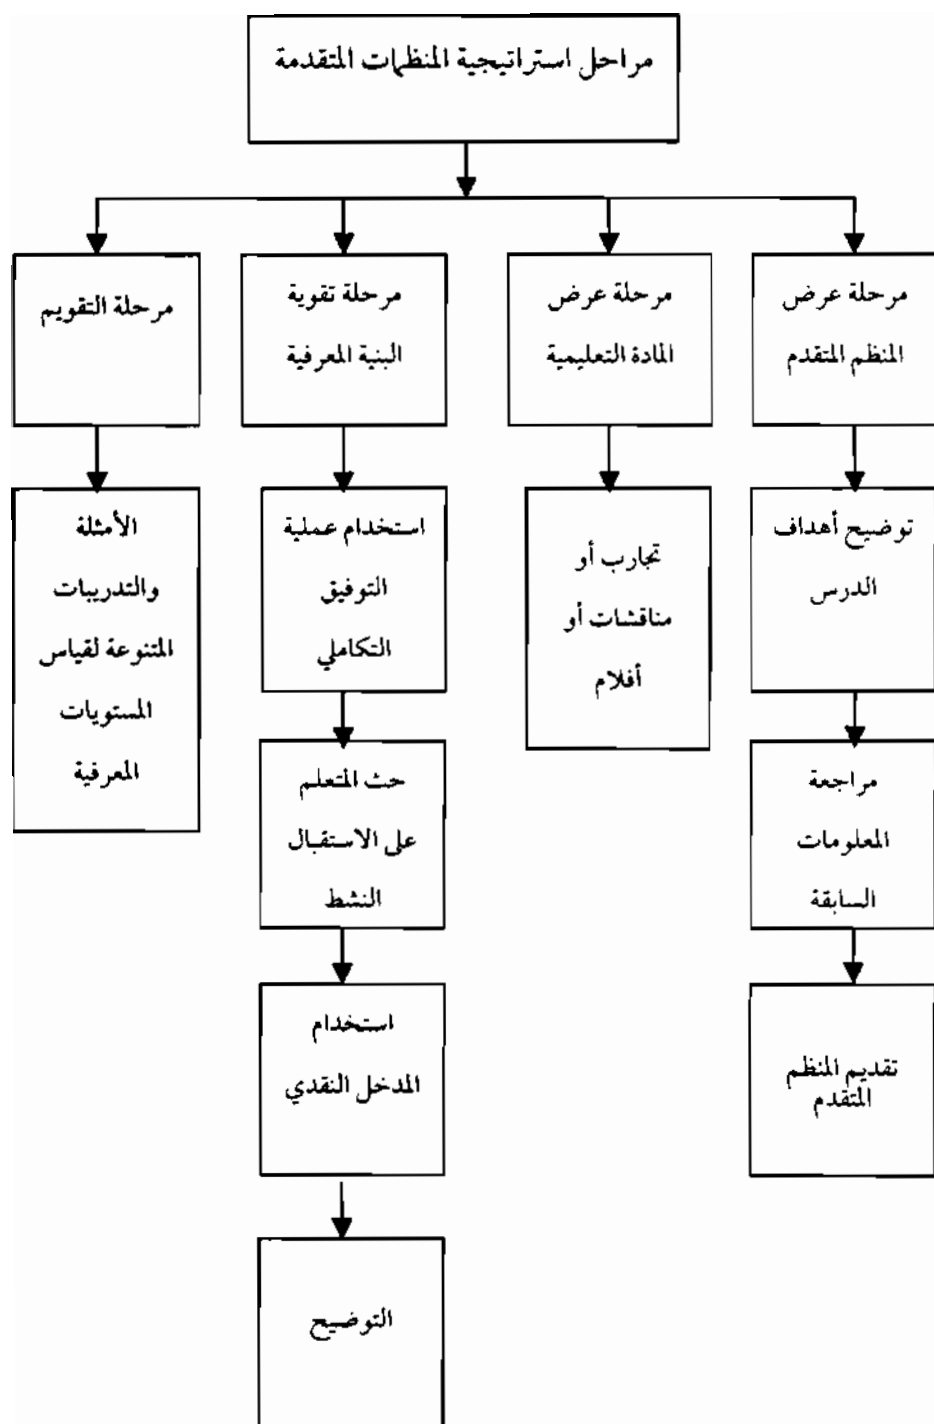 مراحل استراتيجية المنظمات المتقدمة
مرحلة عرض
المنظم المتقدم
مرحلة عرض
المادة التعليمية
مرحلة تقوية
البنية المعرفية
مرحلة التقويم
توضيح أهداف
الدرس
مراجعة
المعلومات
السابقة
تقديم المنظم
المتقدم
تجارب أو
مناقشات أو
أفلام
استخدام عملية
التوفيق
التكاملي
حث المتعلم
على الاستقبال
النشط
استخدام
المدخل النقدي
التوضيح
الأمثلة
والتدريبات
المتنوعة لقياس
المستويات
المعرفية